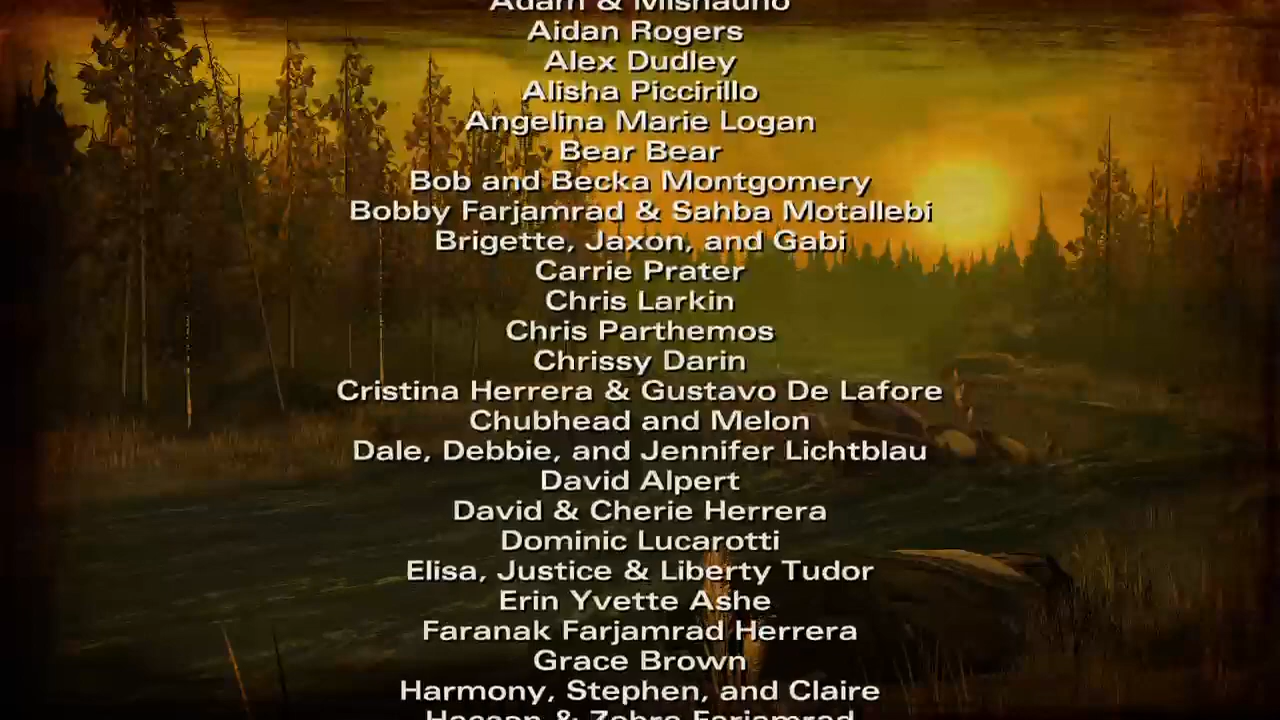 Adam & Mishauno
Aidan Rogers
Alex Dudley
Alisha Piccirillo
Angelina Marie Logan
Bear Bear
Bob and Becka Montgomery
Bobby Farjamrad & Sahba Motallebi
Brigette, Jaxon, and Gabi
Carrie Prater
Chris Larkin
Chris Parthemos
Chrissy Darin
Cristina Herrera & Gustavo De Lafore
Chubhead and Melon
Dale, Debbie, and Jennifer Lichtblau
David Alpert
David & Cherie Herrera
Dominic Lucarotti
Elisa, Justice & Liberty Tudor
Erin Yvette Ashe
Faranak Farjamrad Herrera
Grace Brown
Harmony, Stephen, and Claire
& Farjamrad